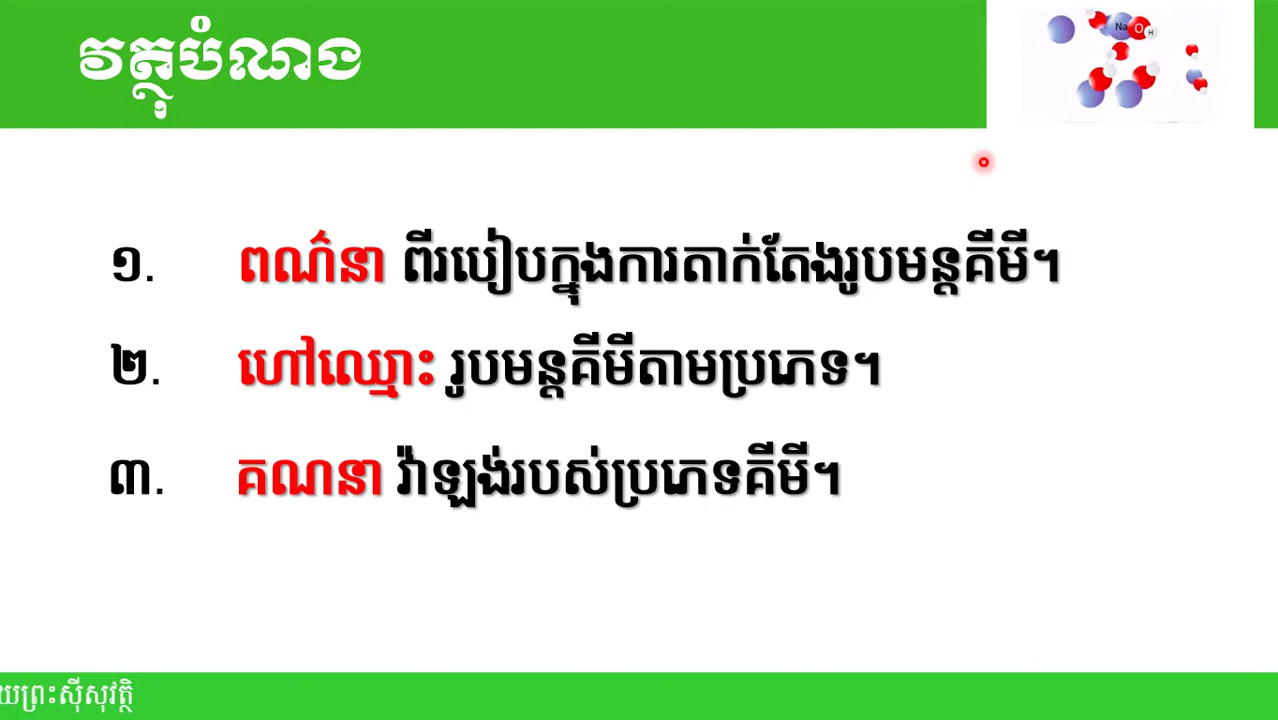 វត្ថុបំណង
Na O H
១. ពណ៌នា ពីរបៀបក្នុងការតាក់តែងរូបមន្តគីមី។
២. ហៅឈ្មោះ រូបមន្តគីមីតាមប្រភេទ។
៣. គណនា វ៉ាឡង់របស់ប្រភេទគីមី។
យព្រះស៊ីសុវត្ថិ